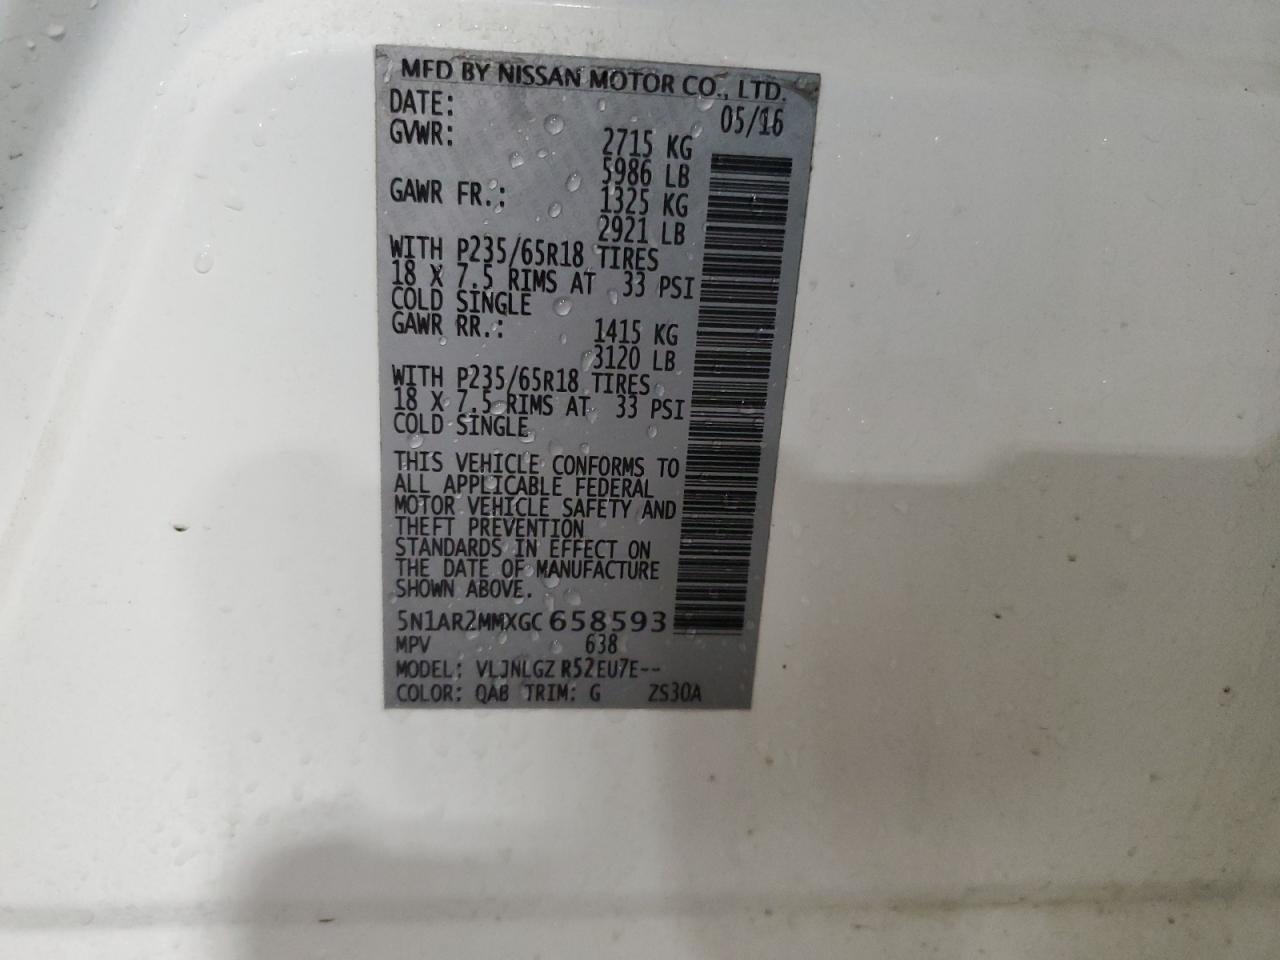 MFD BY NISSAN MOTOR CO., LTD.
DATE: 05/16
GVWR: 2715 KG
5986 LB
GAWR FR.: 1325 KG
2921 LB
WITH P235/65R18 TIRES
18 X 7.5 RIMS AT 33 PSI
COLD SINGLE
GAWR RR.: 1415 KG
3120 LB
WITH P235/65R18 TIRES
18 X 7.5 RIMS AT 33 PSI
COLD SINGLE
THIS VEHICLE CONFORMS TO
ALL APPLICABLE FEDERAL
MOTOR VEHICLE SAFETY AND
THEFT PREVENTION
STANDARDS IN EFFECT ON
THE DATE OF MANUFACTURE
SHOWN ABOVE.
5N1AR2MMXGC658593
MPV 638
MODEL: VLJNLGZ R52EU7E--
COLOR: QAB TRIM: G ZS30A